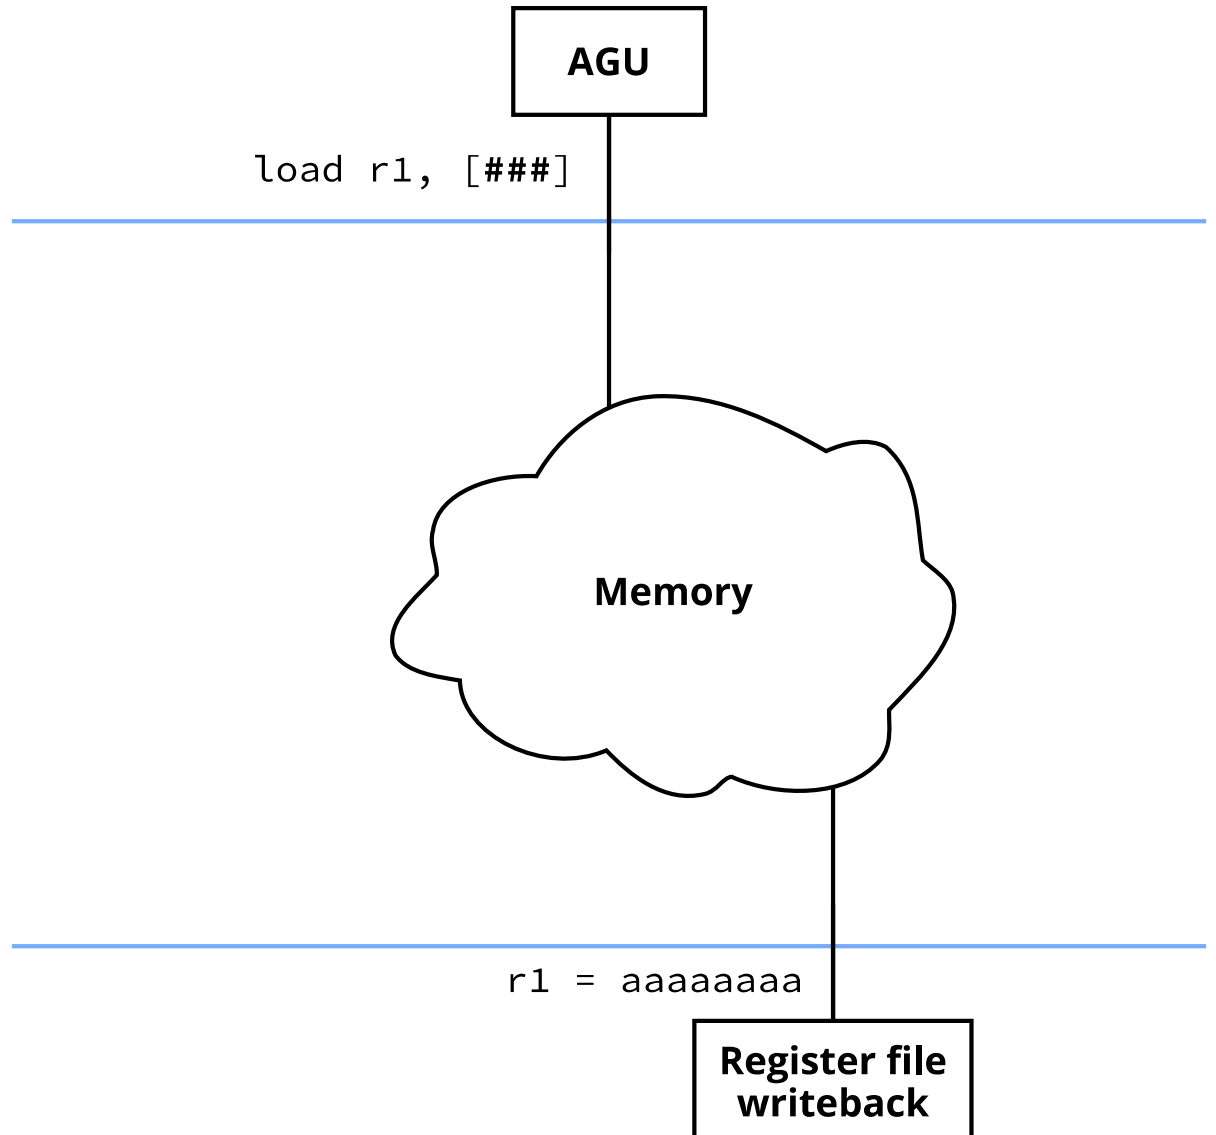 AGU
load r1, [###]
Memory
r1 = aaaaaaaa
Register file
writeback